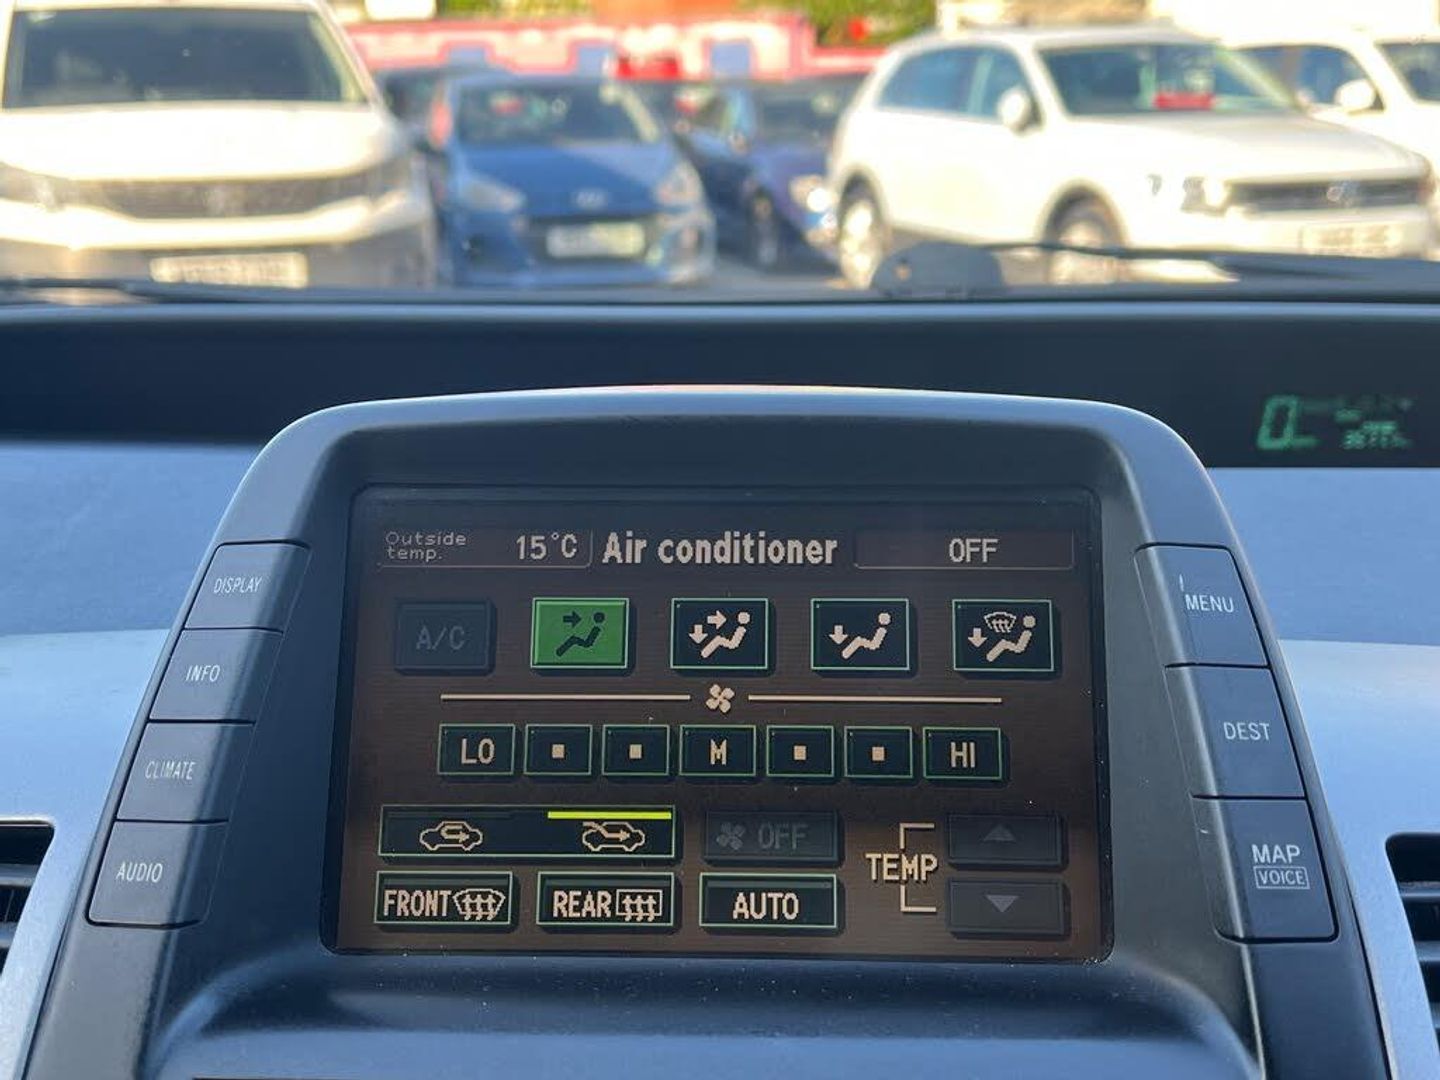 Outside
temp. 15°C Air conditioner OFF
DISPLAY
A/C
MENU
INFO
LO M HI
DEST
CLIMATE
OFF
AUDIO
TEMP
MAP
VOICE
FRONT REAR AUTO